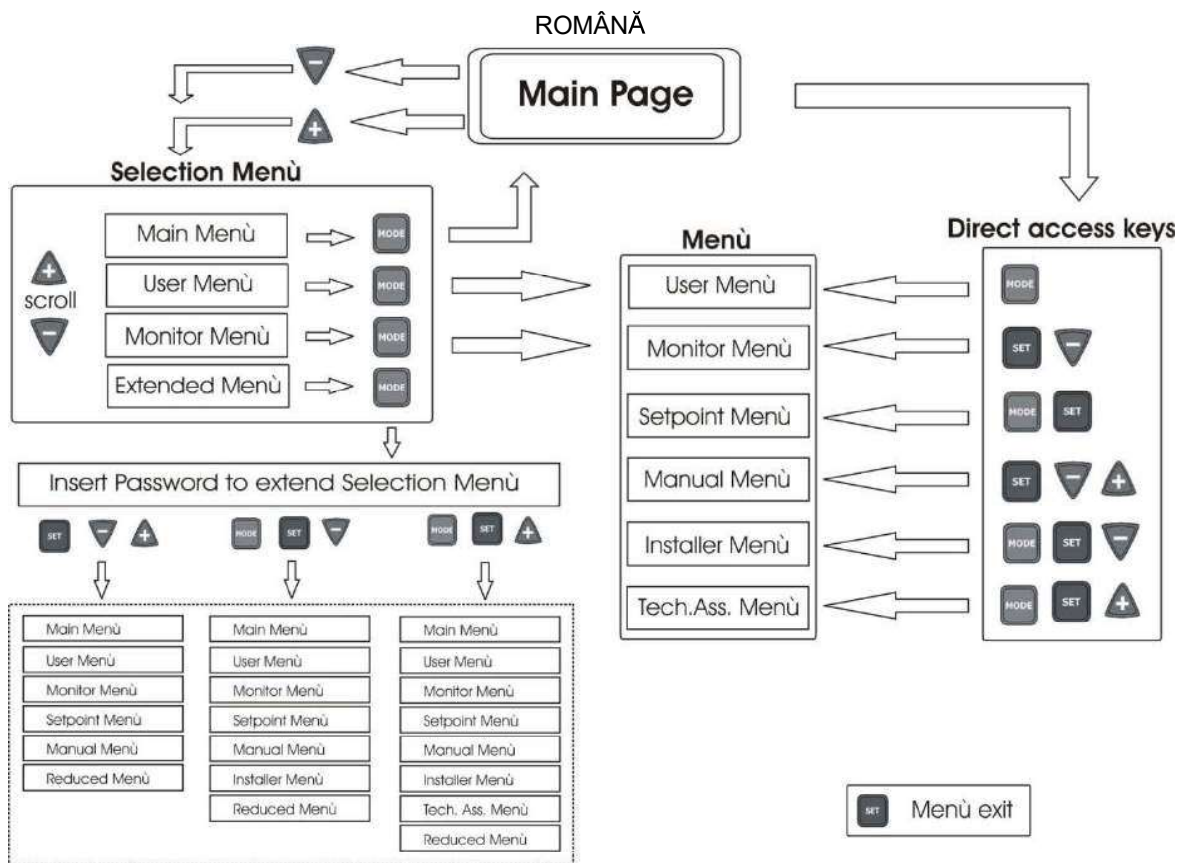 ROMÂNĂ
Main Page
Selection Menù
Main Menù
MODE
User Menù
MODE
Monitor Menù
MODE
Extended Menù
MODE
+
scroll
−
Insert Password to extend Selection Menù
SET − +
MODE SET −
MODE SET +
Main Menù
User Menù
Monitor Menù
Setpoint Menù
Manual Menù
Reduced Menù
Main Menù
User Menù
Monitor Menù
Setpoint Menù
Manual Menù
Installer Menù
Reduced Menù
Main Menù
User Menù
Monitor Menù
Setpoint Menù
Manual Menù
Installer Menù
Tech. Ass. Menù
Reduced Menù
Menù
User Menù
Monitor Menù
Setpoint Menù
Manual Menù
Installer Menù
Tech.Ass. Menù
Direct access keys
MODE
SET −
MODE SET
SET − +
MODE SET −
MODE SET +
SET Menù exit